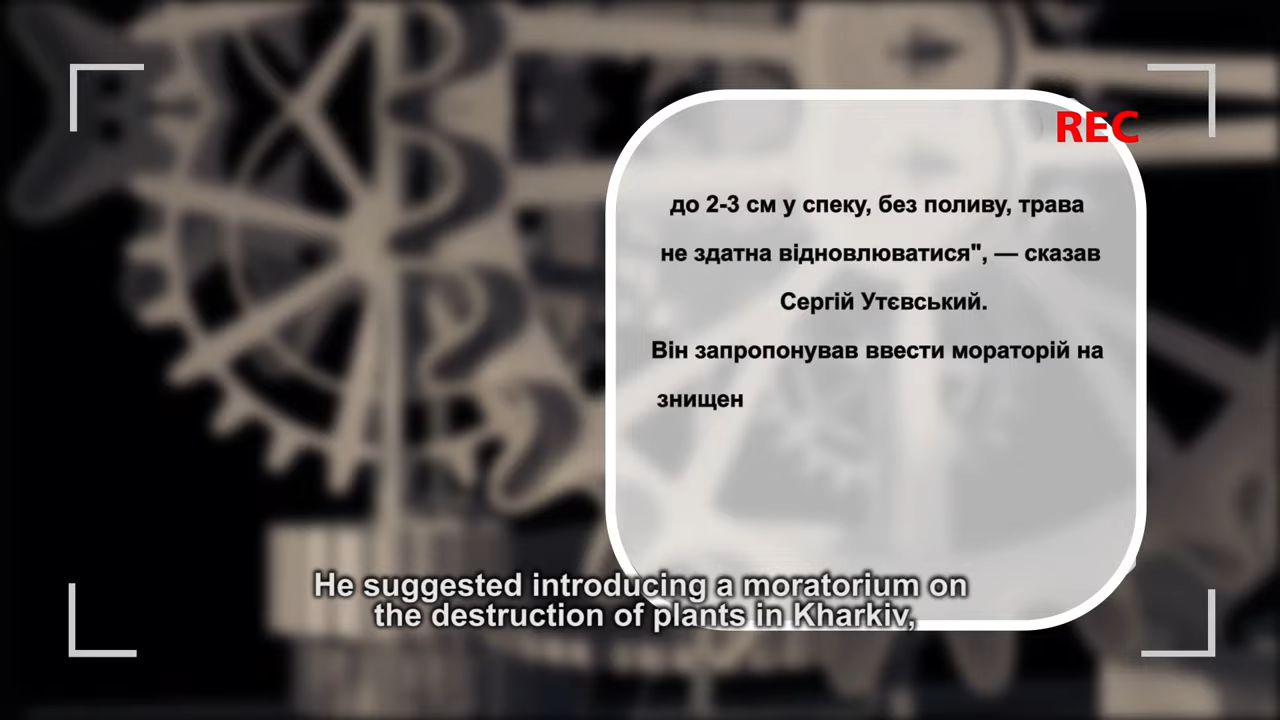 REC
до 2-3 см у спеку, без поливу, трава
не здатна відновлюватися", — сказав
Сергій Утєвський.
Він запропонував ввести мораторій на
знищен
He suggested introducing a moratorium on
the destruction of plants in Kharkiv,